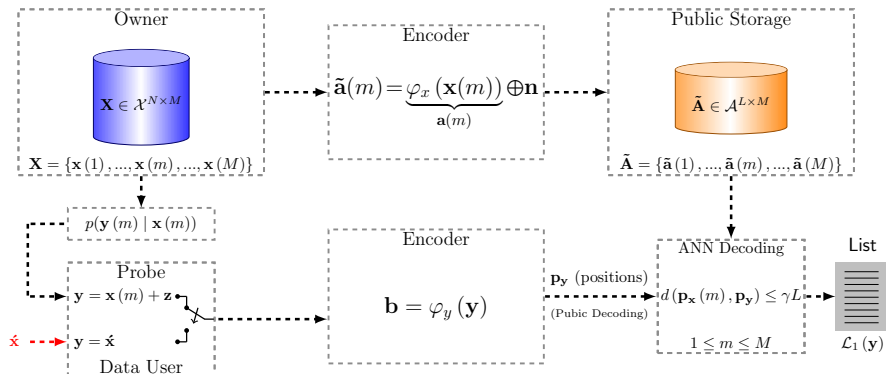 Owner
X ∈ 𝒳^{N×M}
X = {x (1) , ..., x (m) , ..., x (M)}
Encoder
ã(m) = φ_x (x(m)) ⊕ n
a(m)
Public Storage
Ã ∈ 𝒜^{L×M}
Ã = {ã (1) , ..., ã (m) , ..., ã (M)}
p(y (m) | x (m))
Probe
y = x (m) + z
x́
y = x́
Data User
Encoder
b = φ_y (y)
p_y (positions)
(Pubic Decoding)
ANN Decoding
d (p_x (m), p_y) ≤ γL
1 ≤ m ≤ M
List
ℒ_1 (y)